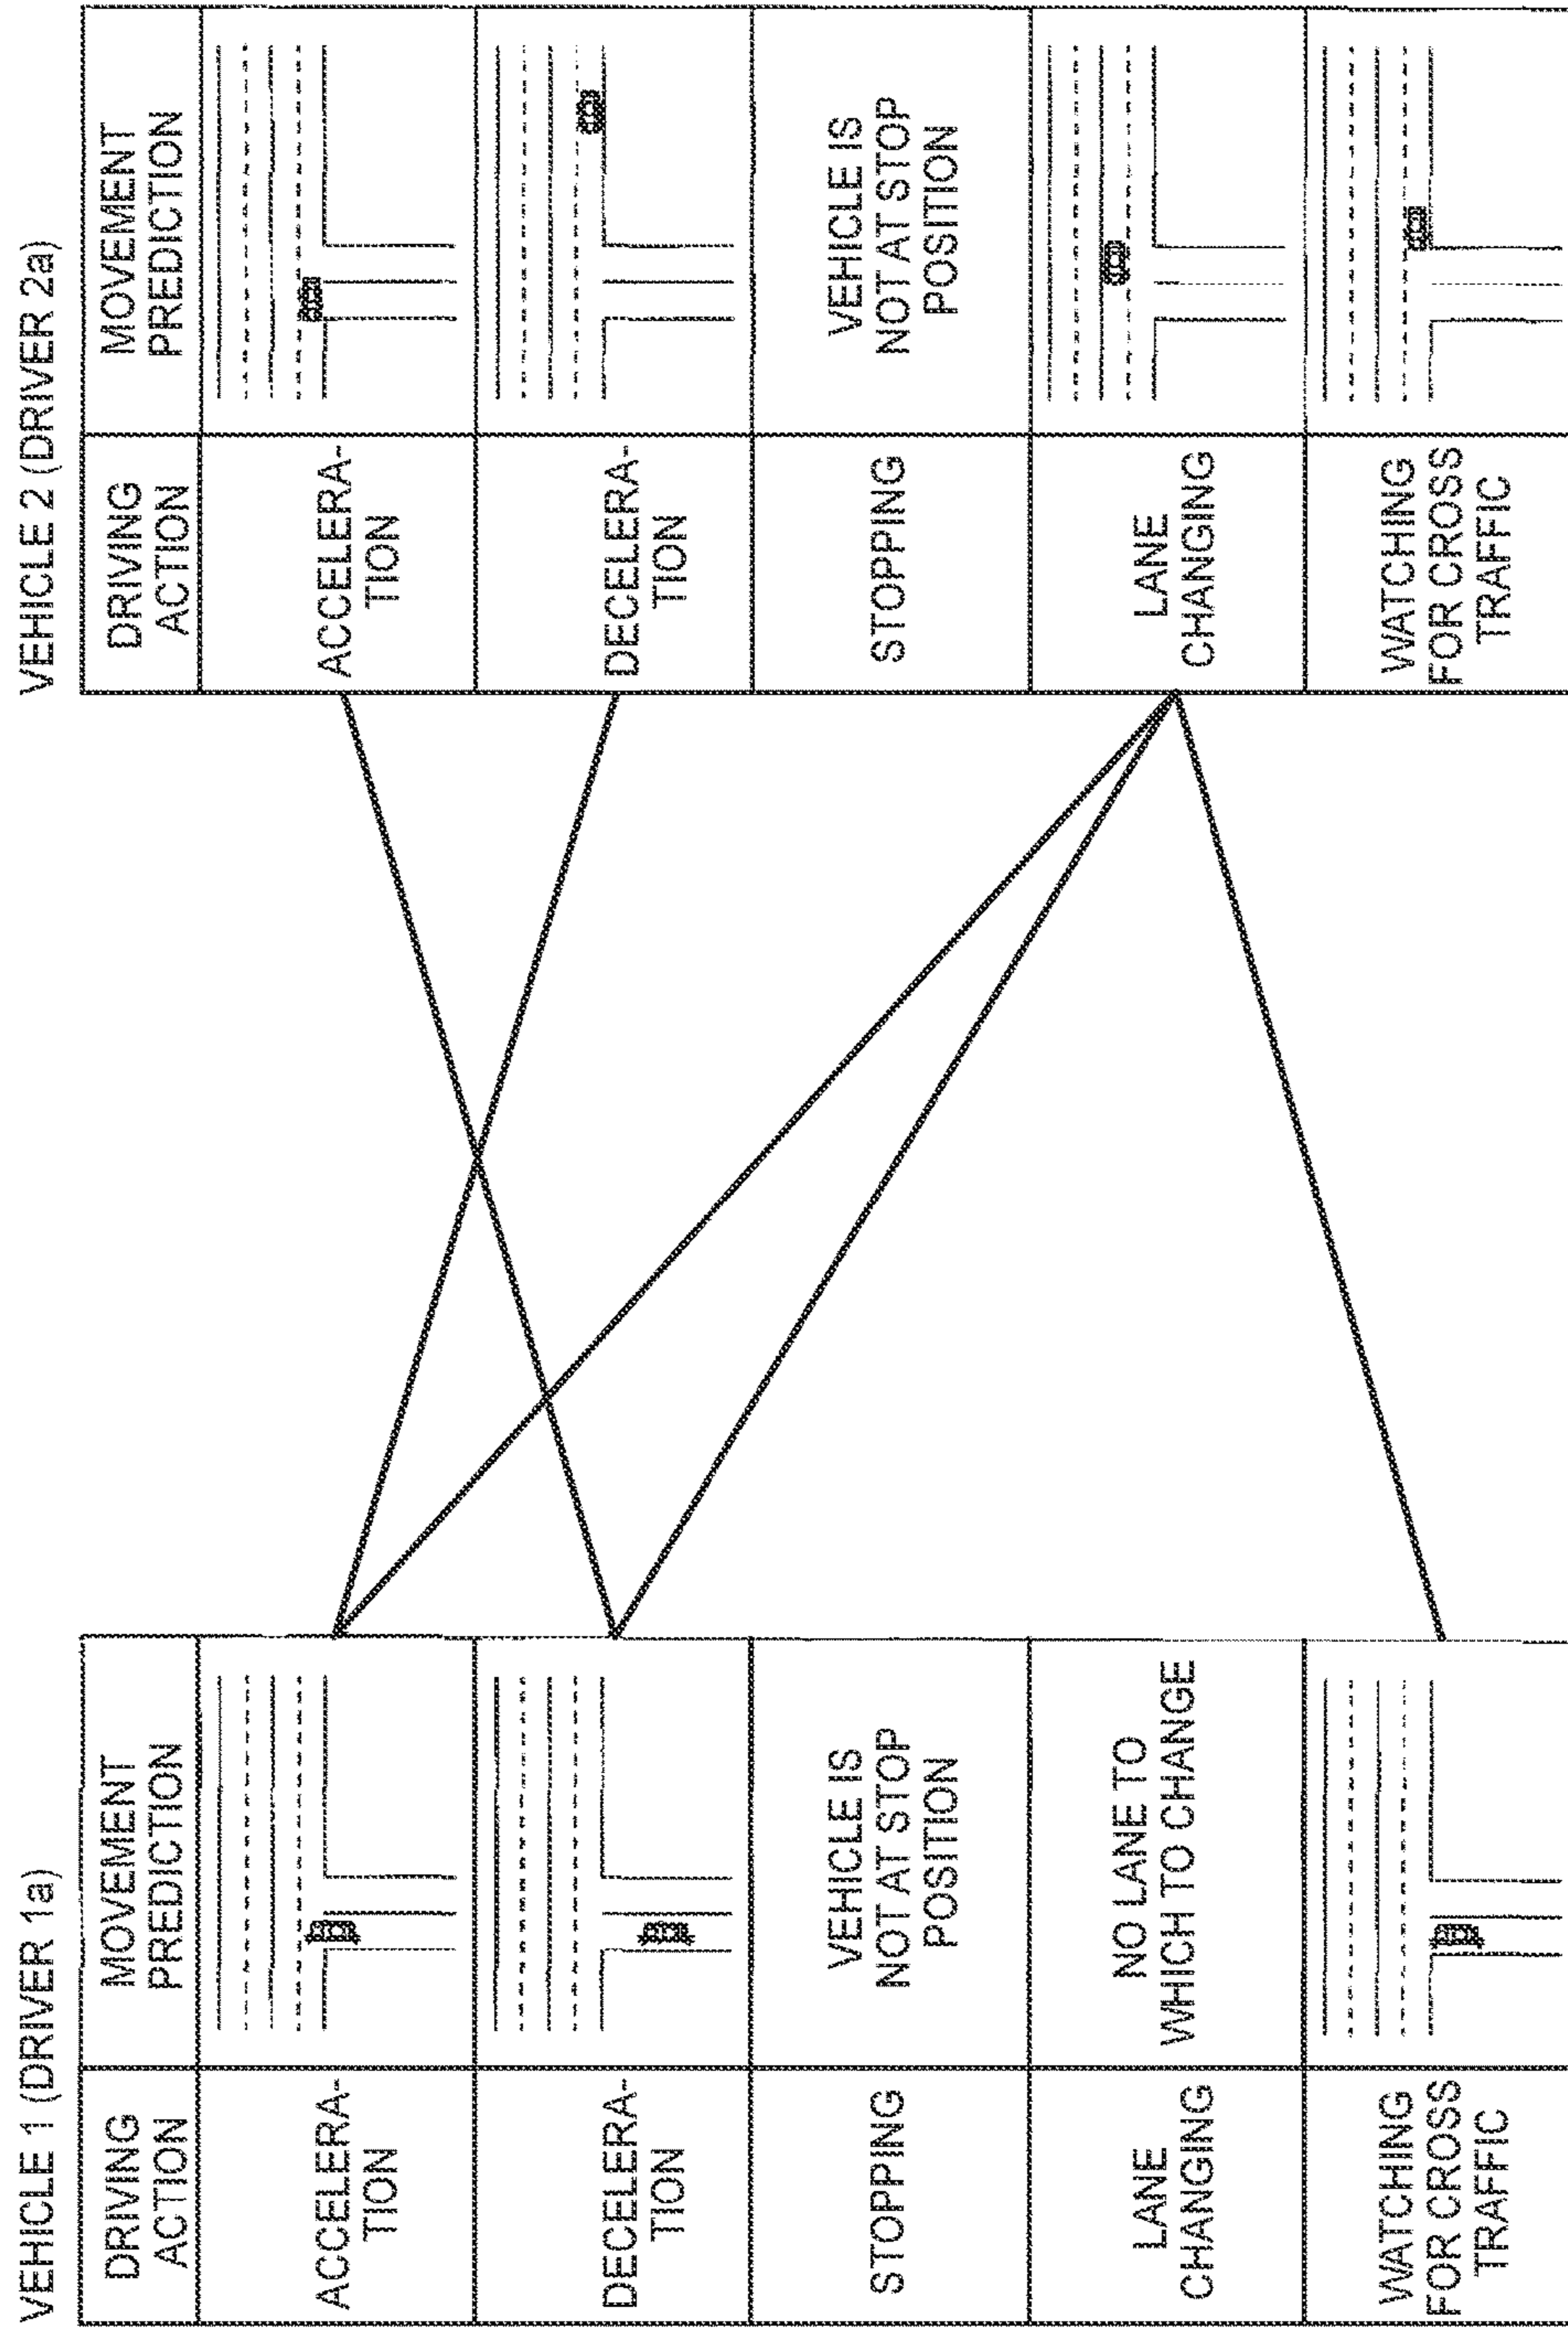 VEHICLE 1 (DRIVER 1a)
DRIVING
ACTION
MOVEMENT
PREDICTION
ACCELERA-
TION
DECELERA-
TION
STOPPING
VEHICLE IS
NOT AT STOP
POSITION
LANE
CHANGING
NO LANE TO
WHICH TO CHANGE
WATCHING
FOR CROSS
TRAFFIC
VEHICLE 2 (DRIVER 2a)
DRIVING
ACTION
MOVEMENT
PREDICTION
ACCELERA-
TION
DECELERA-
TION
STOPPING
VEHICLE IS
NOT AT STOP
POSITION
LANE
CHANGING
WATCHING
FOR CROSS
TRAFFIC